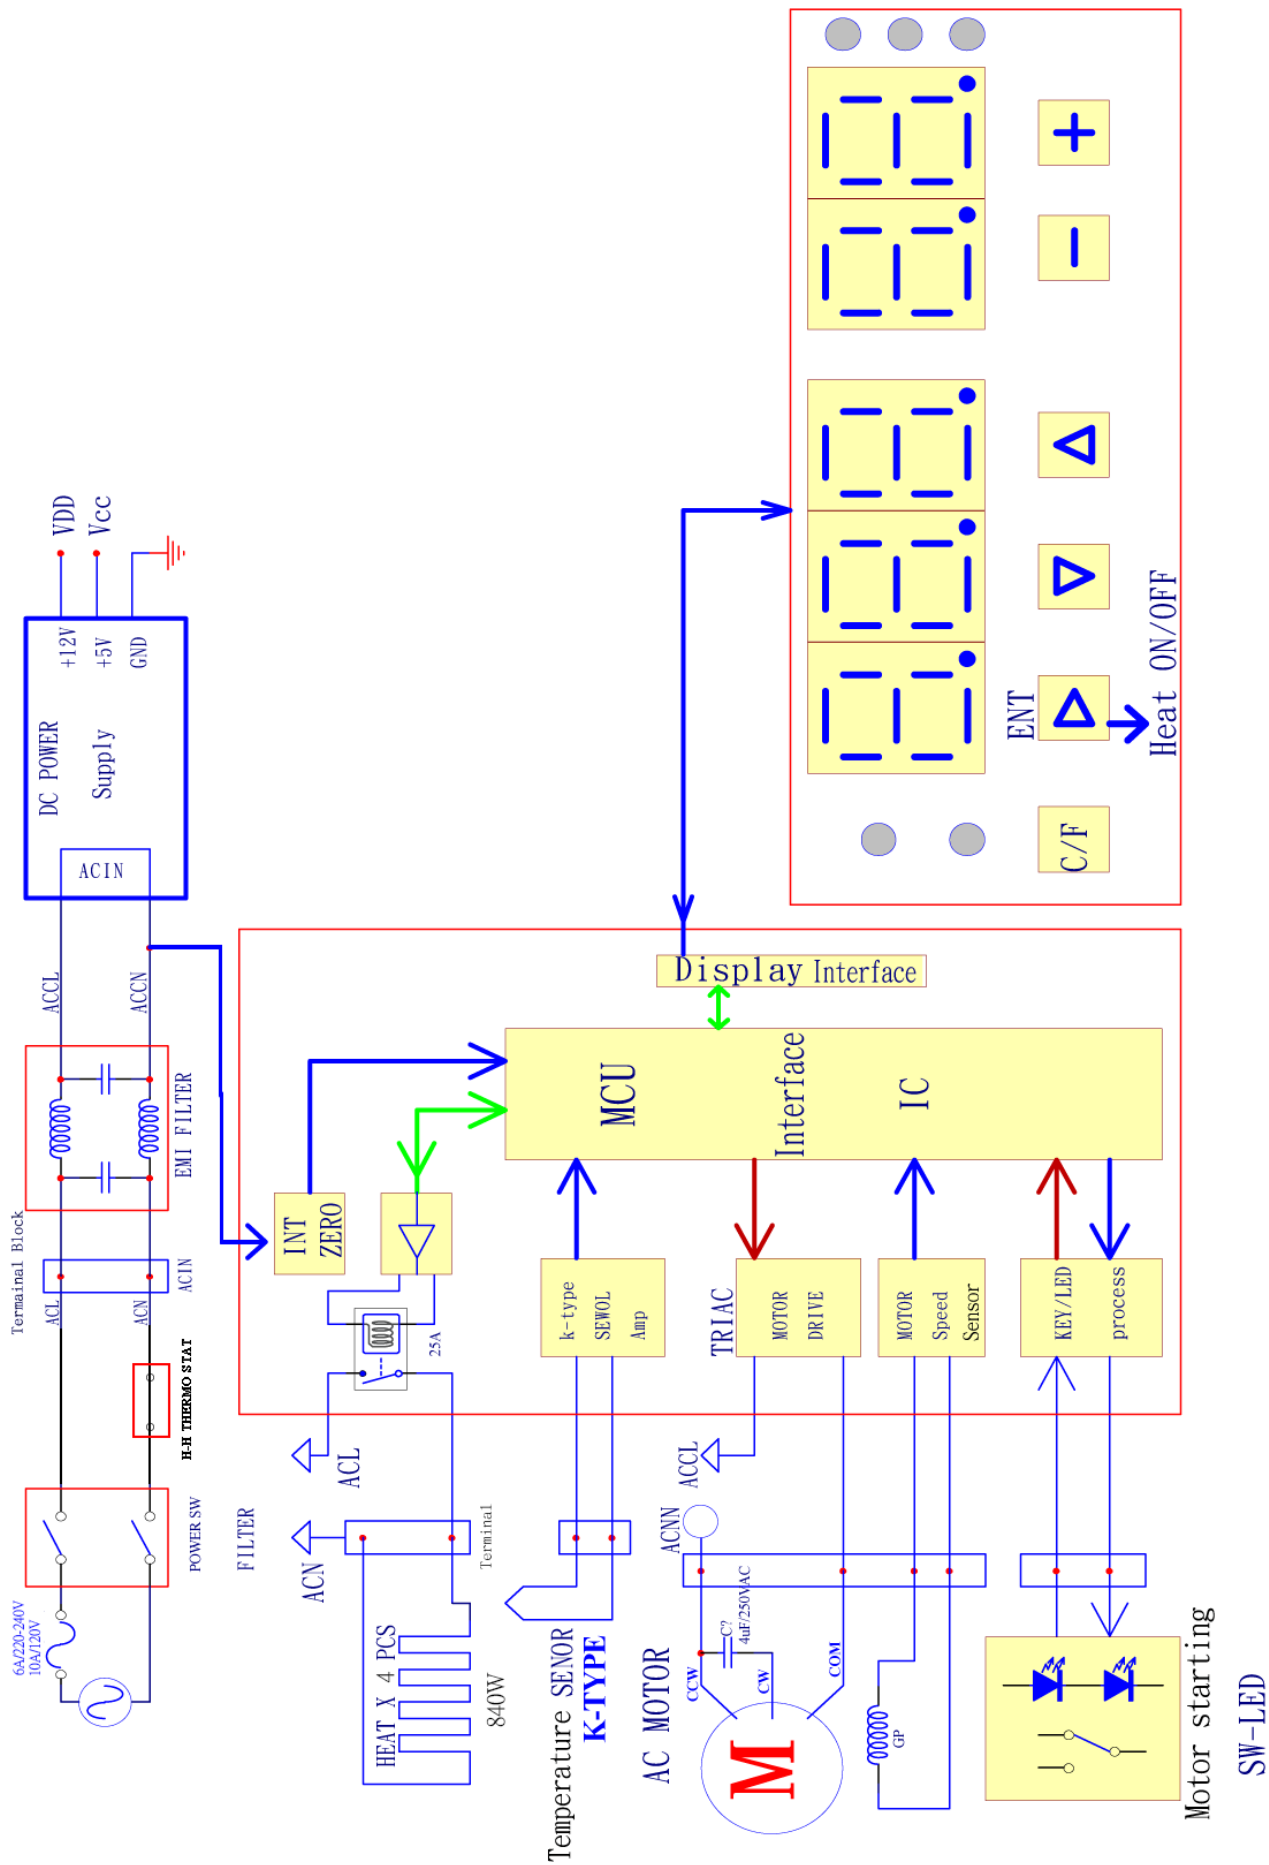 6A/220-240V
10A/120V
POWER SW
H-H THERMO STAT
Termainal Block
ACL
ACN
ACIN
EMI FILTER
ACCL
ACCN
ACIN
DC POWER
Supply
+12V
+5V
GND
VDD
Vcc
FILTER
ACN
ACL
HEAT X 4 PCS
840W
Terminal
25A
INT
ZERO
MCU
Interface
IC
Display Interface
Temperature SENOR
K-TYPE
k-type
SEWOL
Amp
AC MOTOR
M
CCW
CW
COM
C?
4uF/250VAC
ACNN
ACCL
TRIAC
MOTOR
DRIVE
GP
MOTOR
Speed
Sensor
KEY/LED
process
Motor starting
SW-LED
C/F
ENT
Heat ON/OFF
+
−